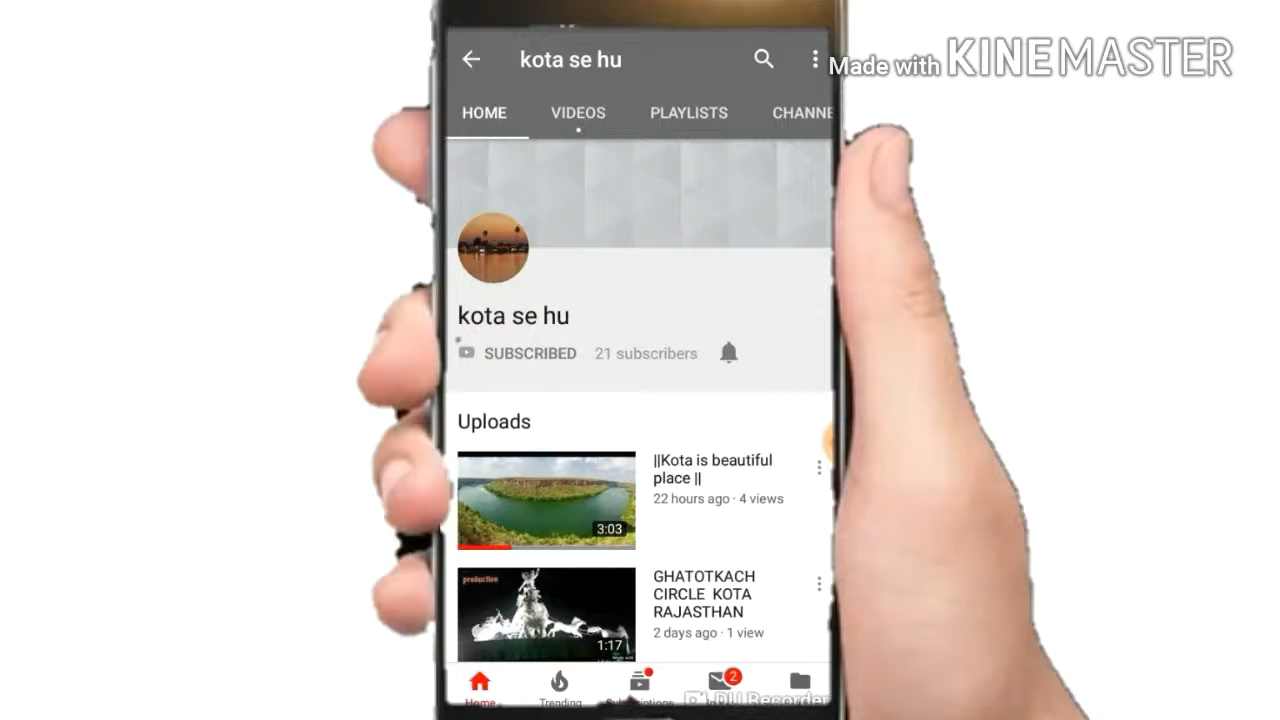 Made with KINEMASTER
kota se hu
HOME VIDEOS PLAYLISTS CHANNE
kota se hu
SUBSCRIBED 21 subscribers
Uploads
||Kota is beautiful
place ||
22 hours ago · 4 views
3:03
production
GHATOTKACH
CIRCLE KOTA
RAJASTHAN
2 days ago · 1 view
1:17
2
Home Trending
DU Recorder